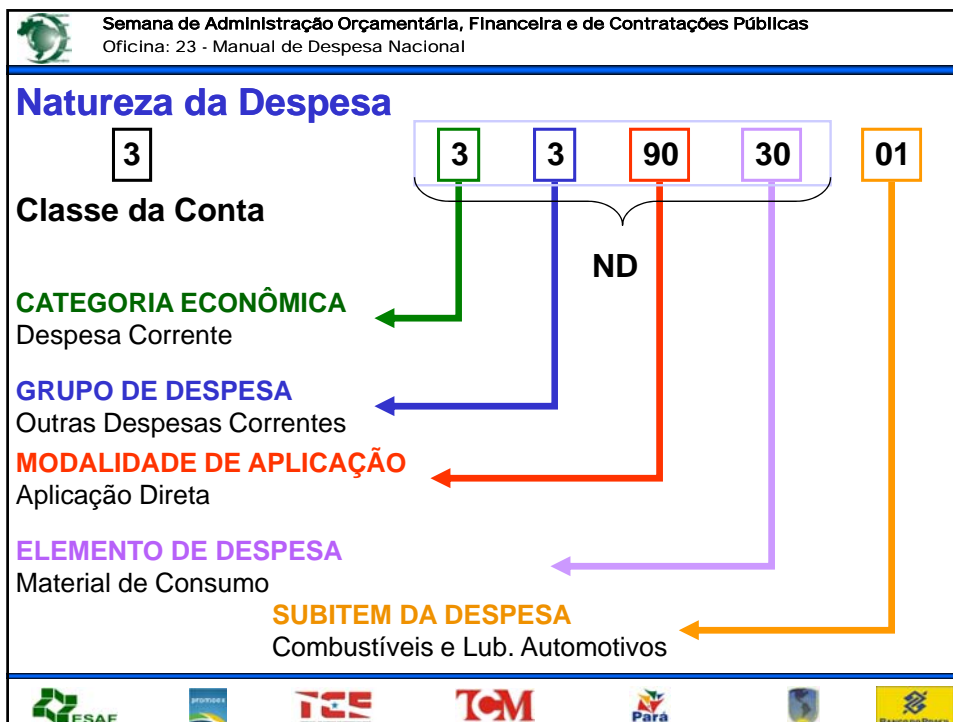 Semana de Administração Orçamentária, Financeira e de Contratações Públicas
Oficina: 23 - Manual de Despesa Nacional
Natureza da Despesa
3 3 3 90 30 01
Classe da Conta
ND
CATEGORIA ECONÔMICA
Despesa Corrente
GRUPO DE DESPESA
Outras Despesas Correntes
MODALIDADE DE APLICAÇÃO
Aplicação Direta
ELEMENTO DE DESPESA
Material de Consumo
SUBITEM DA DESPESA
Combustíveis e Lub. Automotivos
ESAF
promoex
TCE
TCM
Pará